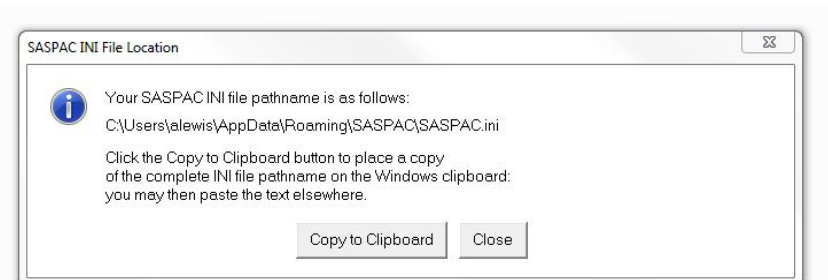 SASPAC INI File Location
Your SASPAC INI file pathname is as follows:
C:\Users\alewis\AppData\Roaming\SASPAC\SASPAC.ini
Click the Copy to Clipboard button to place a copy
of the complete INI file pathname on the Windows clipboard:
you may then paste the text elsewhere.
Copy to Clipboard Close